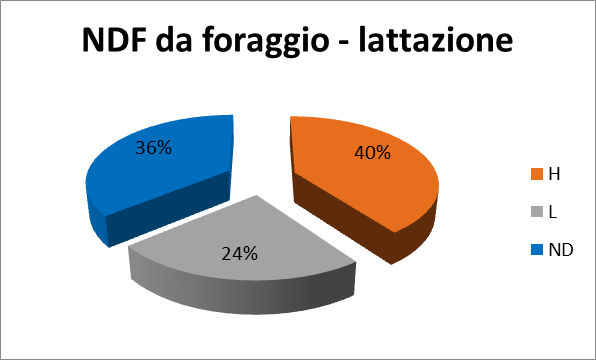 NDF da foraggio - lattazione
36%
40%
24%
H
L
ND